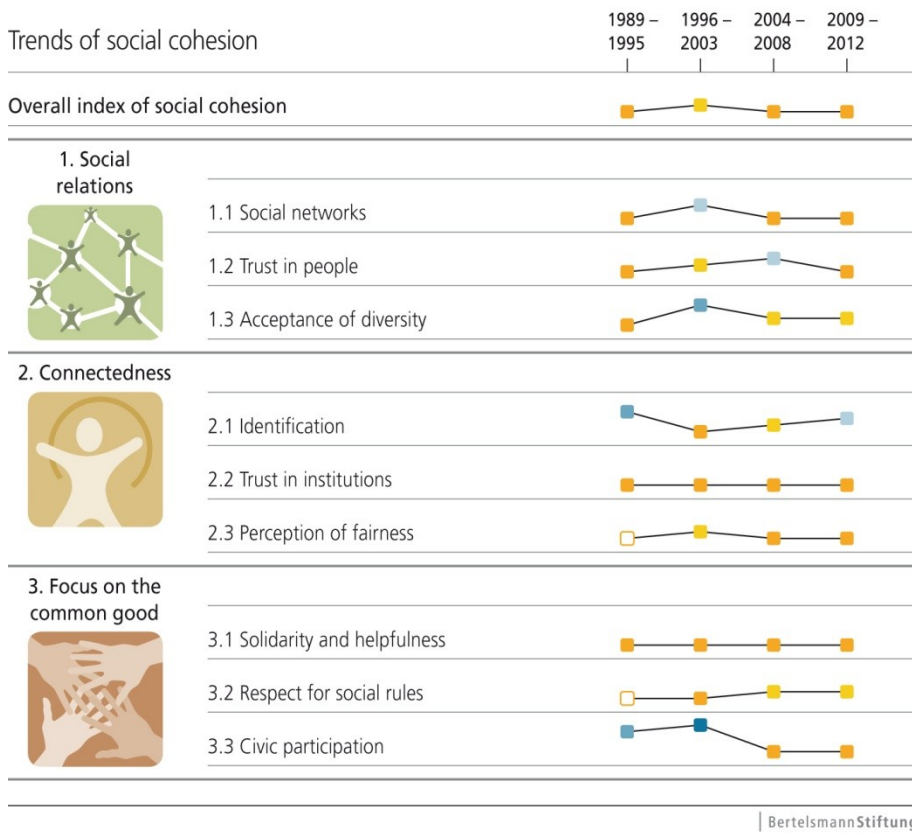 Trends of social cohesion
1989 – 1996 – 2004 – 2009 –
1995 2003 2008 2012
Overall index of social cohesion
1. Social
relations
1.1 Social networks
1.2 Trust in people
1.3 Acceptance of diversity
2. Connectedness
2.1 Identification
2.2 Trust in institutions
2.3 Perception of fairness
3. Focus on the
common good
3.1 Solidarity and helpfulness
3.2 Respect for social rules
3.3 Civic participation
BertelsmannStiftung